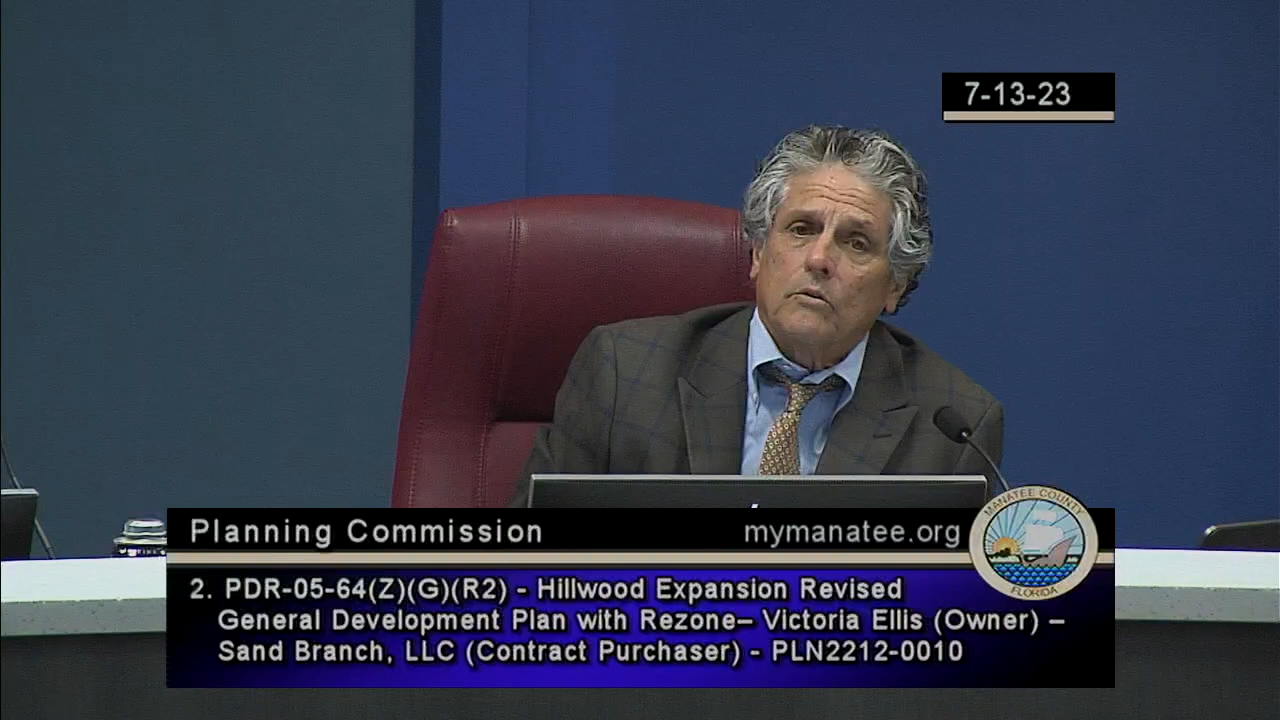 7-13-23
Planning Commission
mymanatee.org
MANATEE COUNTY
FLORIDA
2. PDR-05-64(Z)(G)(R2) - Hillwood Expansion Revised
General Development Plan with Rezone– Victoria Ellis (Owner) –
Sand Branch, LLC (Contract Purchaser) - PLN2212-0010